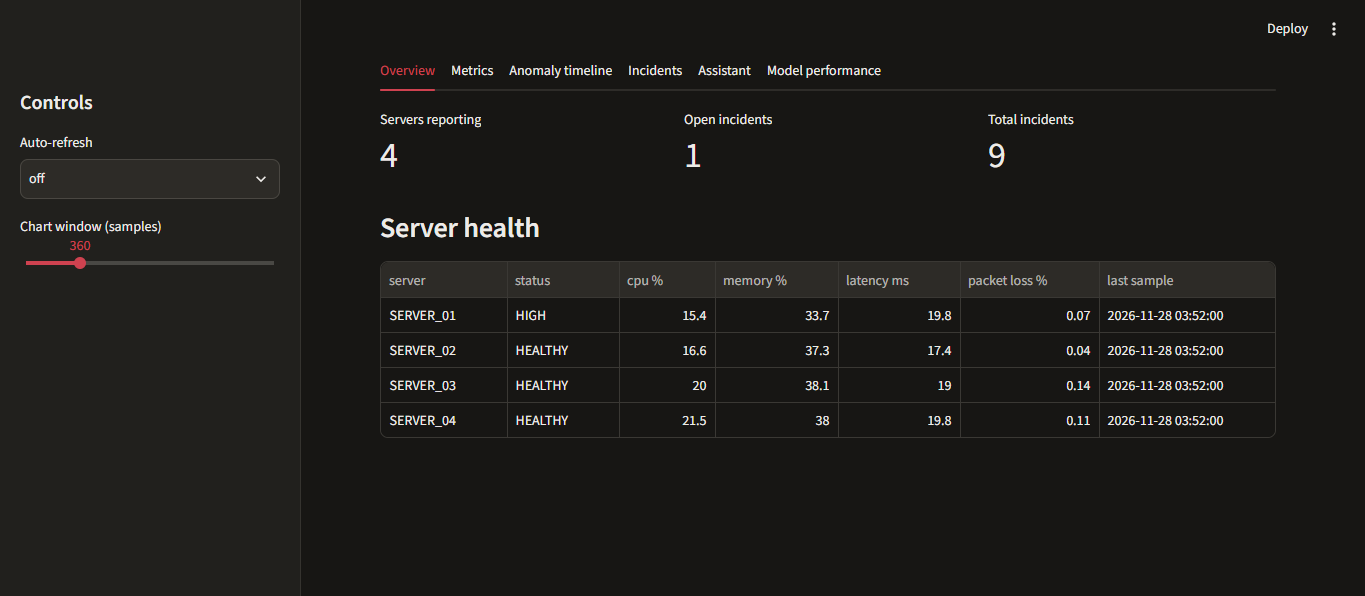 Deploy
Controls
Auto-refresh
off
Chart window (samples)
360
Overview Metrics Anomaly timeline Incidents Assistant Model performance
Servers reporting Open incidents Total incidents
4 1 9
Server health
server status cpu % memory % latency ms packet loss % last sample
SERVER_01 HIGH 15.4 33.7 19.8 0.07 2026-11-28 03:52:00
SERVER_02 HEALTHY 16.6 37.3 17.4 0.04 2026-11-28 03:52:00
SERVER_03 HEALTHY 20 38.1 19 0.14 2026-11-28 03:52:00
SERVER_04 HEALTHY 21.5 38 19.8 0.11 2026-11-28 03:52:00